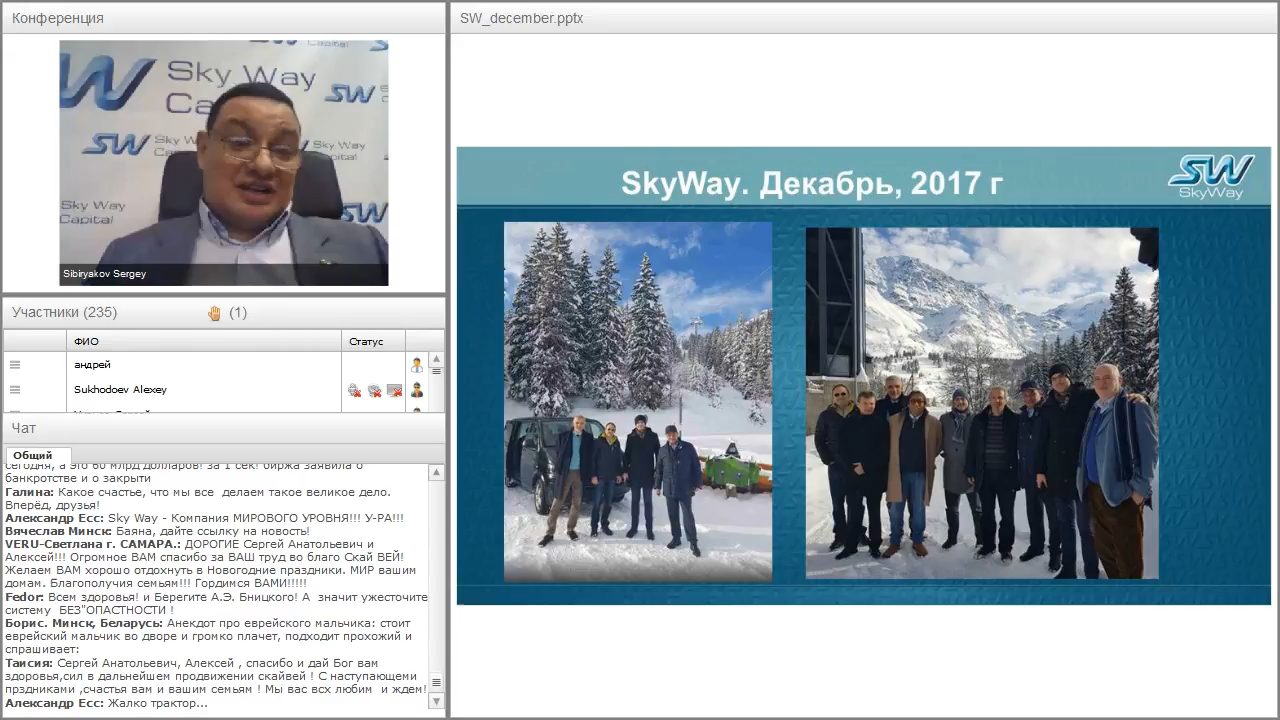 Конференция
Sky Way
Ca
SW
SW
Sky W
SW
Sky Way
Capital
Sky Way
Capital
SW
Sibiryakov Sergey
Участники (235)
(1)
ФИО
Статус
андрей
Sukhodoev Alexey
Чат
Общий
сегодня, а это 60 млрд долларов! за 1 сек! биржа заявила о
банкротстве и о закрыти
Галина: Какое счастье, что мы все делаем такое великое дело.
Вперёд, друзья!
Александр Есс: Sky Way - Компания МИРОВОГО УРОВНЯ!!! У-РА!!!
Вячеслав Минск: Баяна, дайте ссылку на новость!
VERU-Светлана г. САМАРА.: ДОРОГИЕ Сергей Анатольевич и
Алексей!!! Огромное ВАМ спасибо за ВАШ труд во благо Скай ВЕЙ!
Желаем ВАМ хорошо отдохнуть в Новогодние праздники. МИР вашим
домам. Благополучия семьям!!! Гордимся ВАМИ!!!!!
Fedor: Всем здоровья! и Берегите А.Э. Бницкого! А значит ужесточите
систему БЕЗ"ОПАСТНОСТИ !
Борис. Минск, Беларусь: Анекдот про еврейского мальчика: стоит
еврейский мальчик во дворе и громко плачет, подходит прохожий и
спрашивает:
Таисия: Сергей Анатольевич, Алексей , спасибо и дай Бог вам
здоровья,сил в дальнейшем продвижении скайвей ! С наступающеми
прздниками ,счастья вам и вашим семьям ! Мы вас всх любим и ждем!
Александр Есс: Жалко трактор...
SW_december.pptx
SkyWay. Декабрь, 2017 г
SW
SkyWay